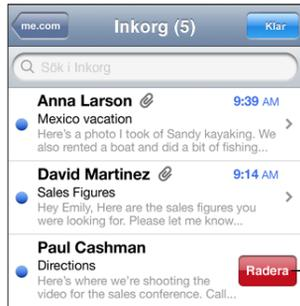 me.com Inkorg (5) Klar
Sök i Inkorg
Anna Larson 9:39 AM
Mexico vacation
Here's a photo I took of Sandy kayaking. We
also rented a boat and did a bit of fishing...
David Martinez 9:14 AM
Sales Figures
Hey Emily, Here are the sales figures you
were looking for. Please let me know...
Paul Cashman
Directions
Here's where we're shooting the
video for the sales conference. Call...
Radera